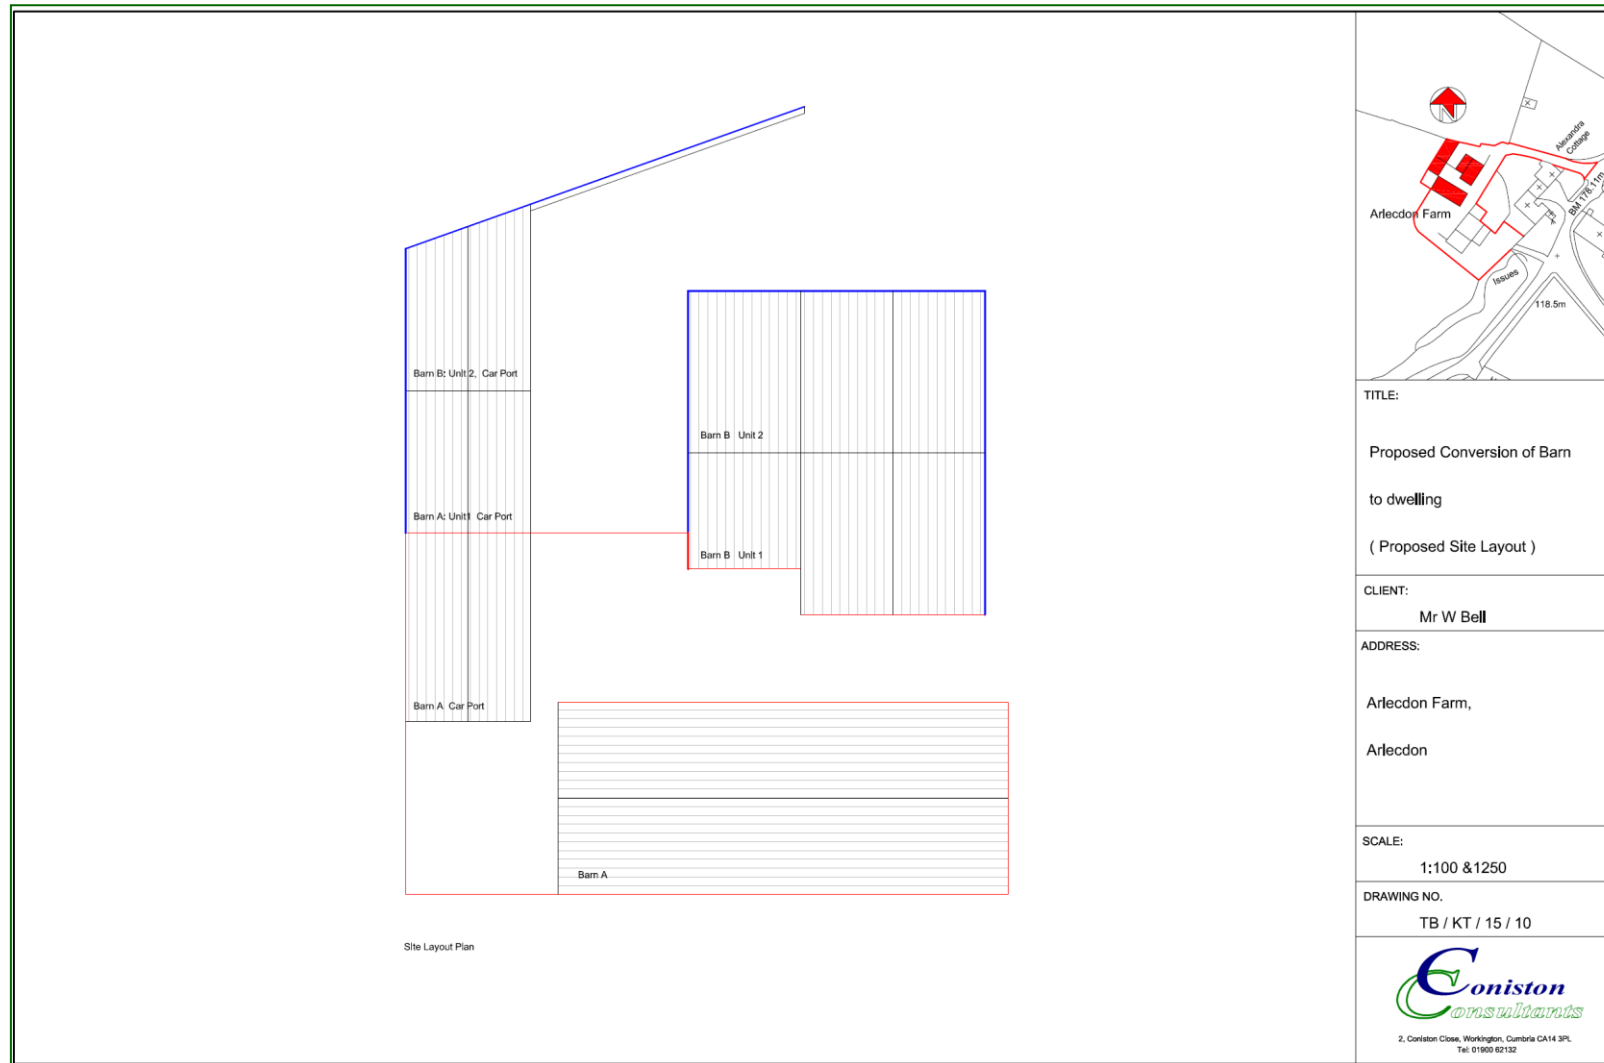 Barn B: Unit 2, Car Port
Barn A: Unit1 Car Port
Barn A Car Port
Barn B Unit 2
Barn B Unit 1
Barn A
Site Layout Plan
N
Alexandra
Cottage
BM 178.11m
Arlecdon Farm
Issues
118.5m
TITLE:
Proposed Conversion of Barn
to dwelling
( Proposed Site Layout )
CLIENT:
Mr W Bell
ADDRESS:
Arlecdon Farm,
Arlecdon
SCALE:
1:100 &1250
DRAWING NO.
TB / KT / 15 / 10
Coniston
Consultants
2, Coniston Close, Workington, Cumbria CA14 3PL
Tel: 01900 62132